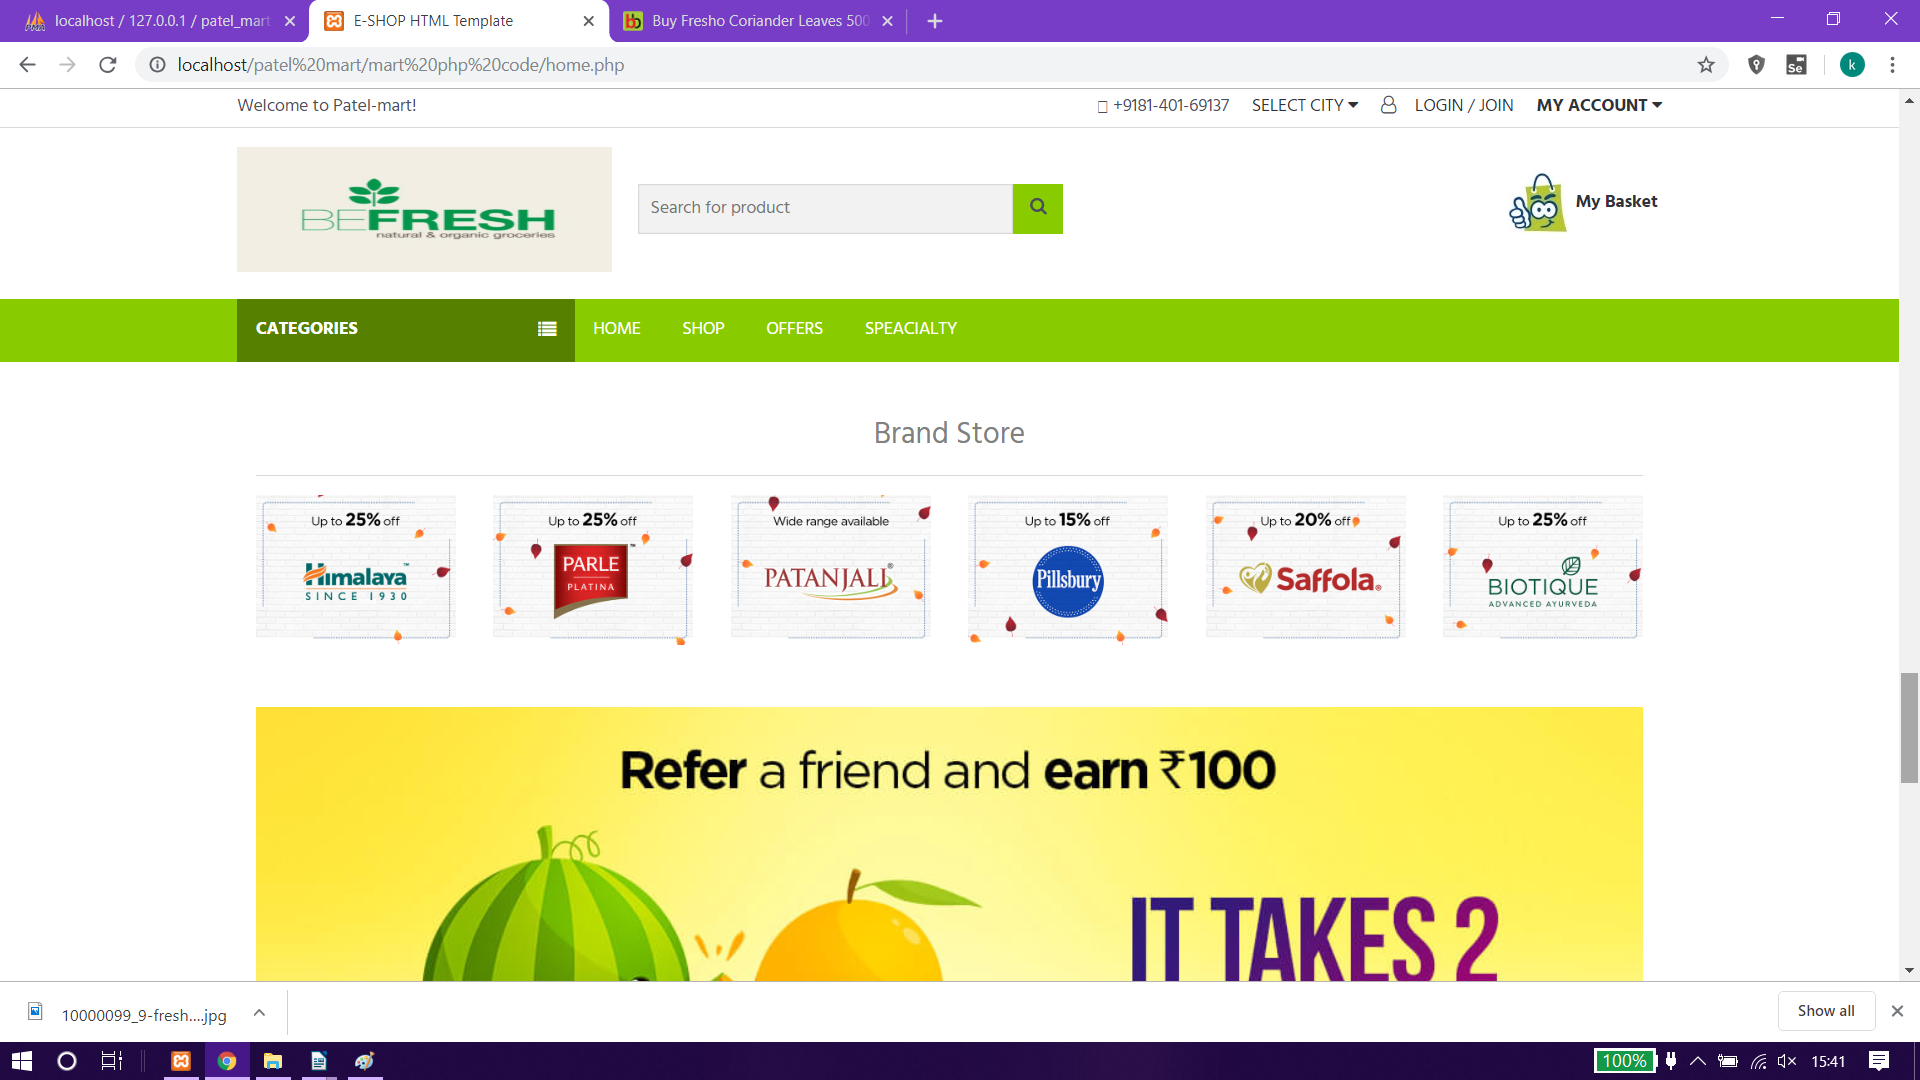 localhost / 127.0.0.1 / patel_mart
E-SHOP HTML Template
Buy Fresho Coriander Leaves 500
localhost/patel%20mart/mart%20php%20code/home.php
Se
k
Welcome to Patel-mart!
+9181-401-69137
SELECT CITY
LOGIN / JOIN
MY ACCOUNT
BEFRESH
natural & organic groceries
Search for product
My Basket
CATEGORIES
HOME
SHOP
OFFERS
SPEACIALTY
Brand Store
Up to 25% off
Himalaya™
SINCE 1930
Up to 25% off
PARLE™
PLATINA
Wide range available
PATANJALI®
Up to 15% off
Pillsbury
Up to 20% off
Saffola®
Up to 25% off
BIOTIQUE
ADVANCED AYURVEDA
Refer a friend and earn ₹100
IT TAKES 2
10000099_9-fresh....jpg
Show all
100%
15:41